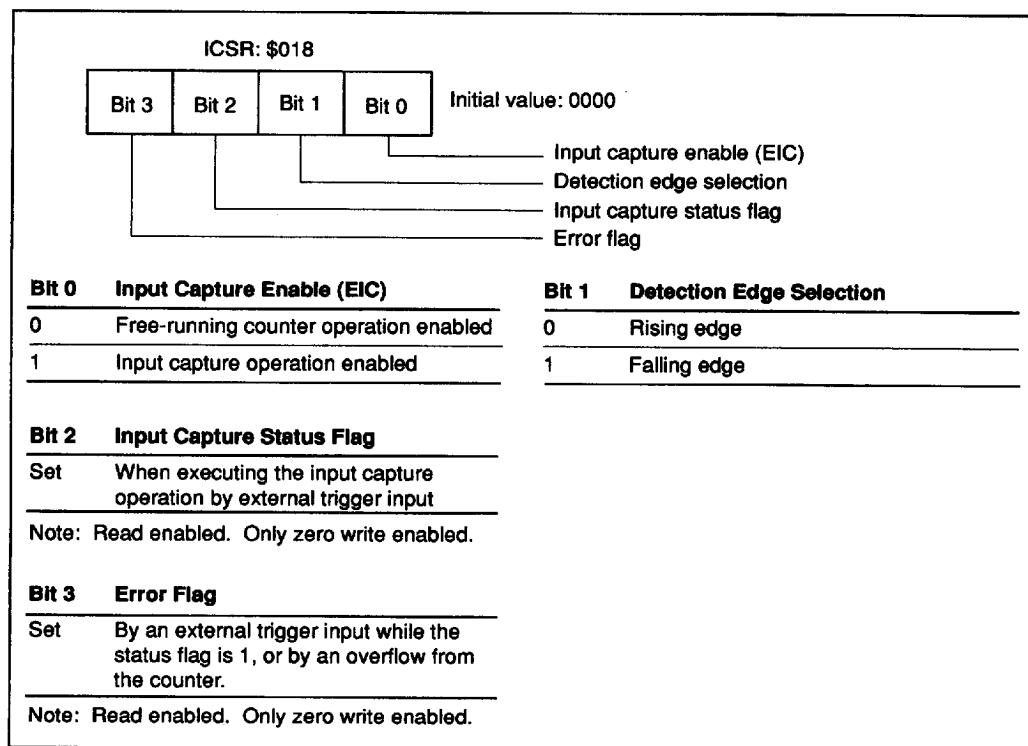 ICSR: $018
Bit 3 Bit 2 Bit 1 Bit 0 Initial value: 0000
Input capture enable (EIC)
Detection edge selection
Input capture status flag
Error flag
Bit 0 Input Capture Enable (EIC)
0 Free-running counter operation enabled
1 Input capture operation enabled
Bit 1 Detection Edge Selection
0 Rising edge
1 Falling edge
Bit 2 Input Capture Status Flag
Set When executing the input capture
operation by external trigger input
Note: Read enabled. Only zero write enabled.
Bit 3 Error Flag
Set By an external trigger input while the
status flag is 1, or by an overflow from
the counter.
Note: Read enabled. Only zero write enabled.